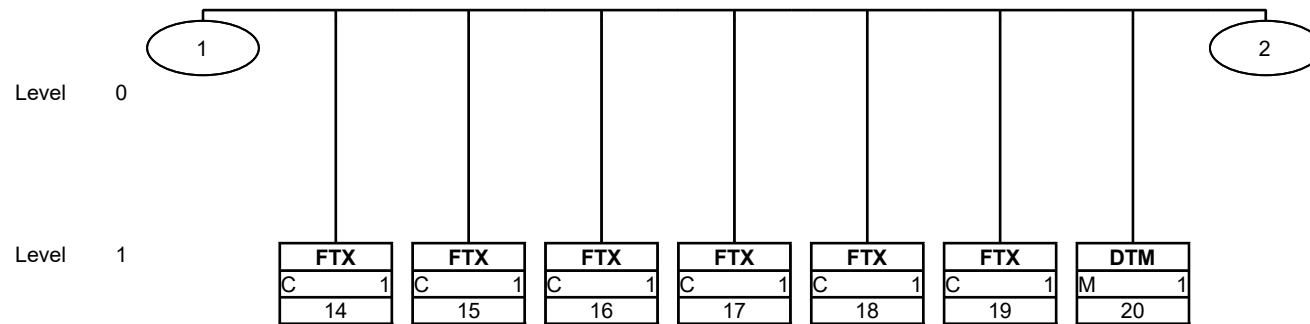 1 2
Level 0
Level 1
FTX FTX FTX FTX FTX FTX DTM
C 1 C 1 C 1 C 1 C 1 C 1 M 1
14 15 16 17 18 19 20